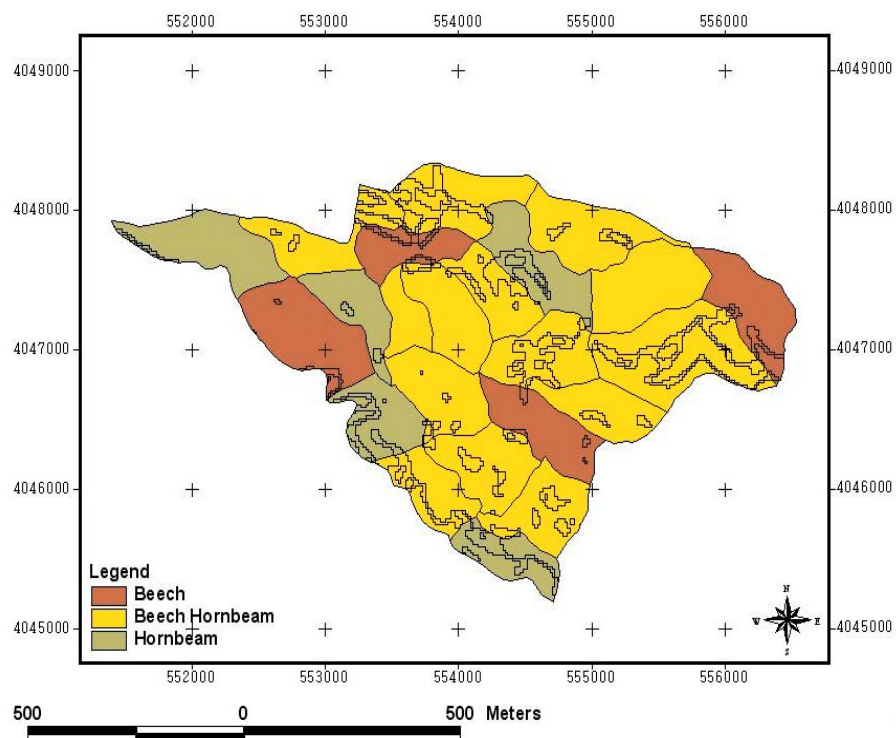 552000 553000 554000 555000 556000
4049000 4049000
4048000 4048000
4047000 4047000
4046000 4046000
Legend
Beech
Beech Hornbeam
Hornbeam
N
W E
S
4045000 4045000
552000 553000 554000 555000 556000
500 0 500 Meters